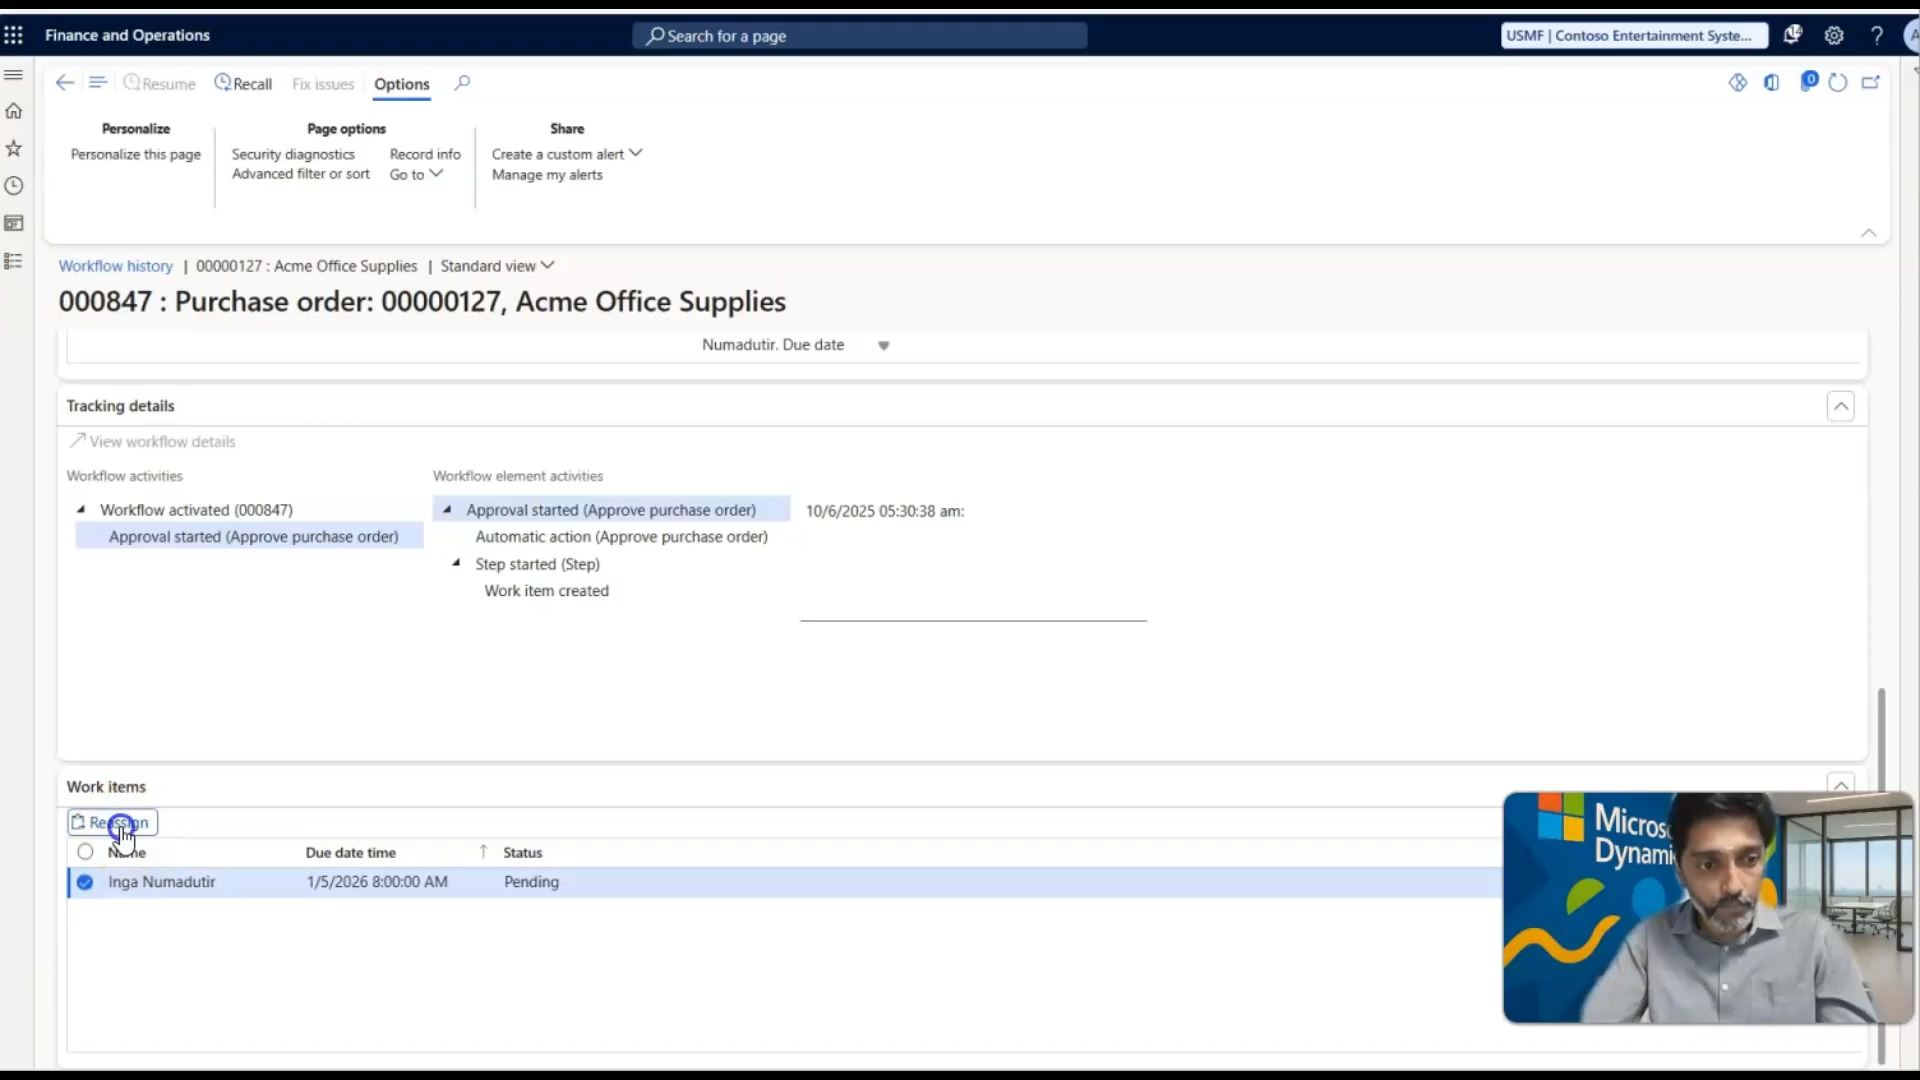 Finance and Operations
Search for a page
USMF | Contoso Entertainment Syste...
Resume
Recall
Fix issues
Options
0
Personalize
Personalize this page
Page options
Security diagnostics
Record info
Advanced filter or sort
Go to
Share
Create a custom alert
Manage my alerts
Workflow history | 00000127 : Acme Office Supplies | Standard view
000847 : Purchase order: 00000127, Acme Office Supplies
Numadutir. Due date
Tracking details
View workflow details
Workflow activities
Workflow element activities
Workflow activated (000847)
Approval started (Approve purchase order)
Approval started (Approve purchase order)
10/6/2025 05:30:38 am:
Automatic action (Approve purchase order)
Step started (Step)
Work item created
Work items
Reassign
Name
Due date time
Status
Inga Numadutir
1/5/2026 8:00:00 AM
Pending
Micros
Dynami